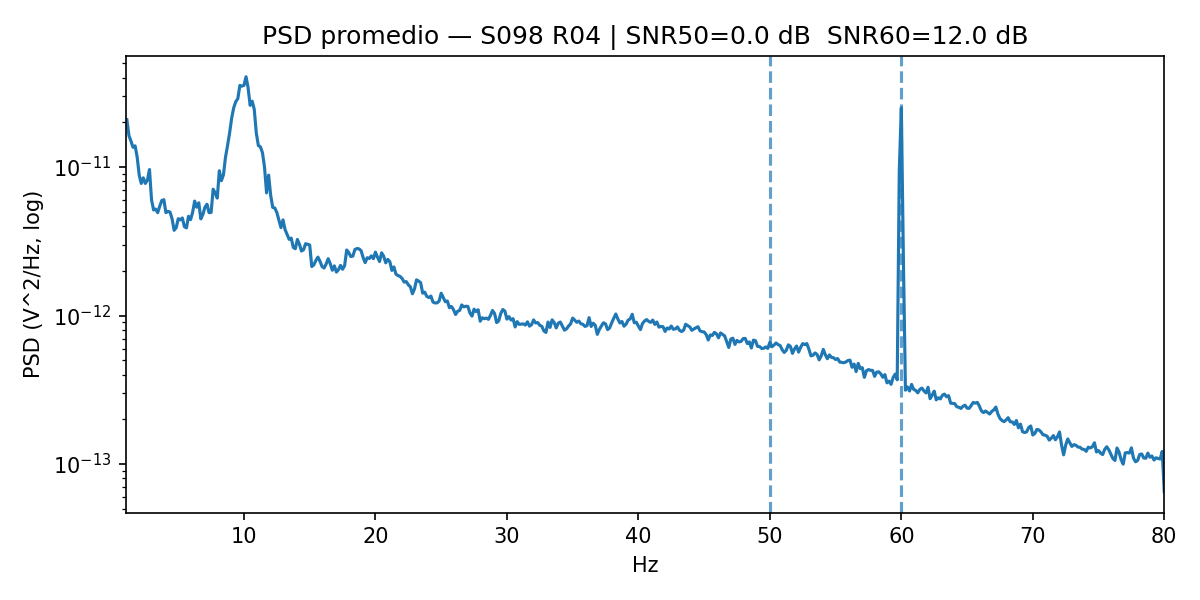 PSD promedio — S098 R04 | SNR50=0.0 dB  SNR60=12.0 dB
PSD (V^2/Hz, log)
10⁻¹¹
10⁻¹²
10⁻¹³
10 20 30 40 50 60 70 80
Hz